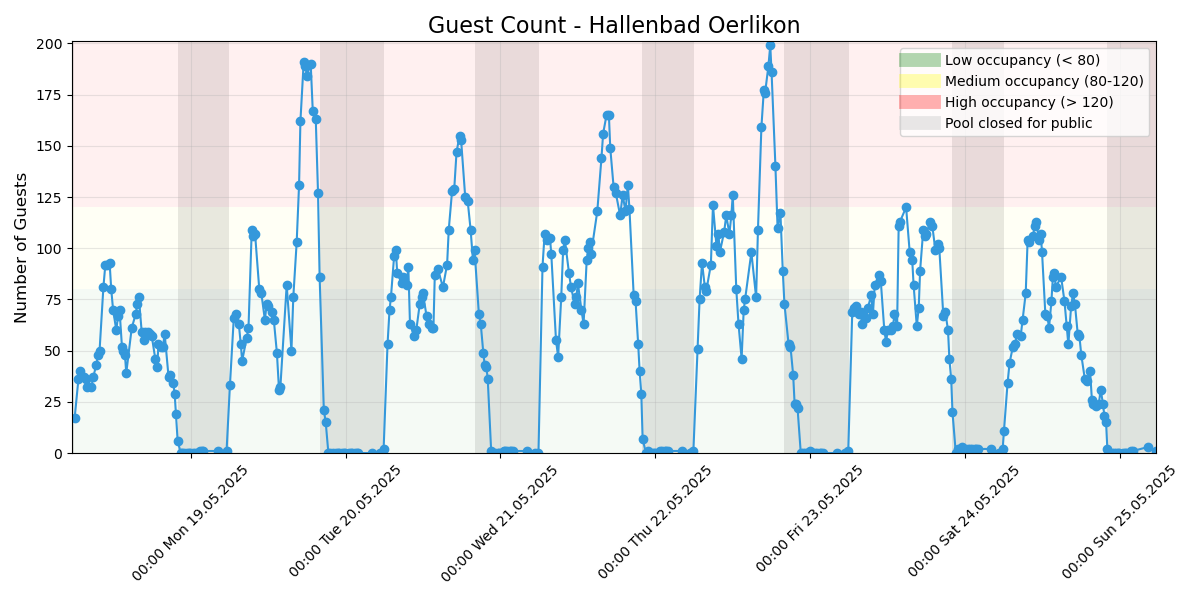 Guest Count - Hallenbad Oerlikon
Number of Guests
200
175
150
125
100
75
50
25
0
Low occupancy (< 80)
Medium occupancy (80-120)
High occupancy (> 120)
Pool closed for public
00:00 Mon 19.05.2025
00:00 Tue 20.05.2025
00:00 Wed 21.05.2025
00:00 Thu 22.05.2025
00:00 Fri 23.05.2025
00:00 Sat 24.05.2025
00:00 Sun 25.05.2025